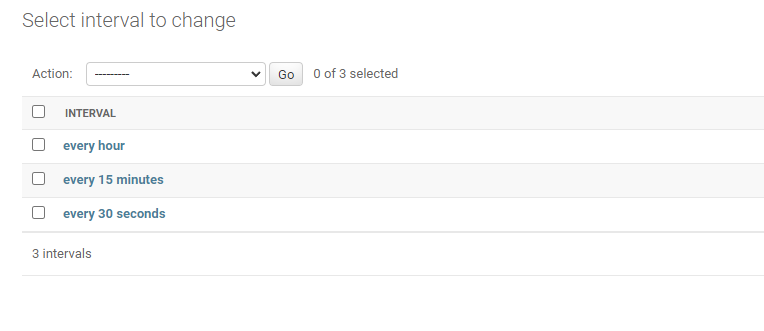 Select interval to change
Action: --------- Go 0 of 3 selected
INTERVAL
every hour
every 15 minutes
every 30 seconds
3 intervals